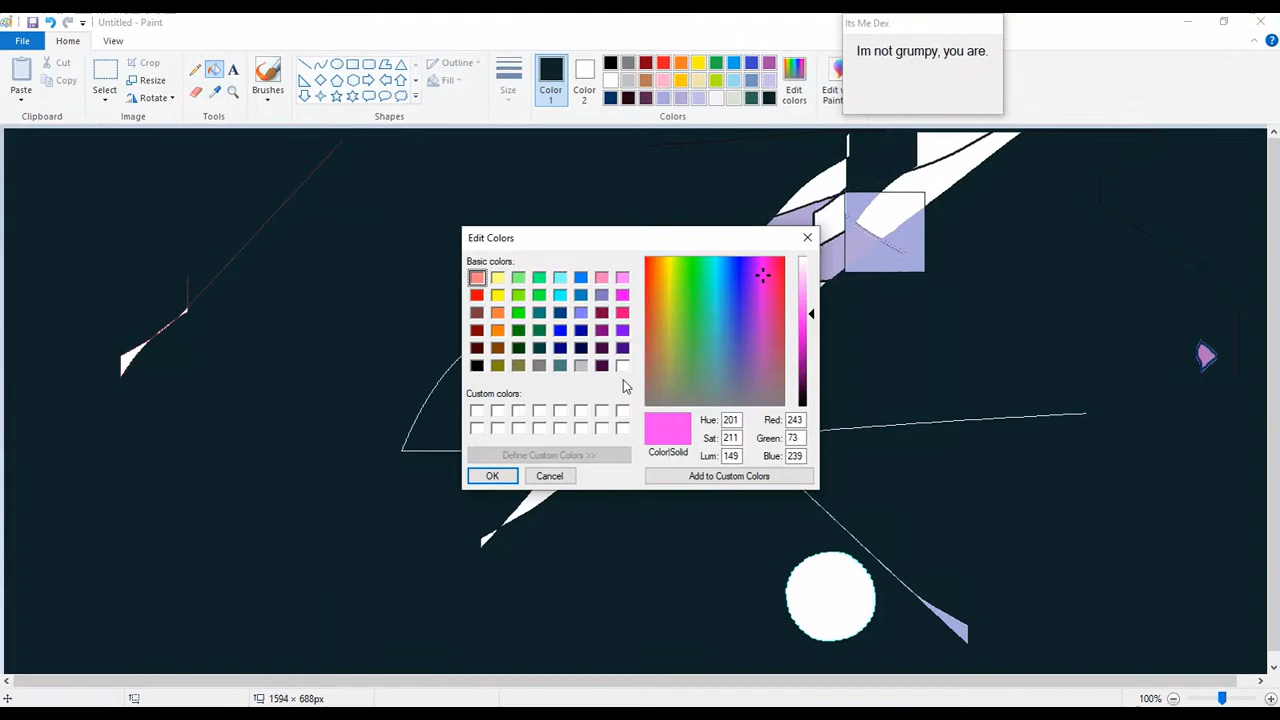 Untitled - Paint
Its Me Dex
Im not grumpy, you are.
File
Home
View
Paste
Cut
Copy
Clipboard
Select
Crop
Resize
Rotate
Image
A
Tools
Brushes
Outline
Fill
Shapes
Size
Color
1
Color
2
Edit
colors
Colors
Edit
Paint
Edit Colors
Basic colors:
Custom colors:
Define Custom Colors >>
OK
Cancel
Color|Solid
Hue: 201
Sat: 211
Lum: 149
Red: 243
Green: 73
Blue: 239
Add to Custom Colors
1594 × 688px
100%